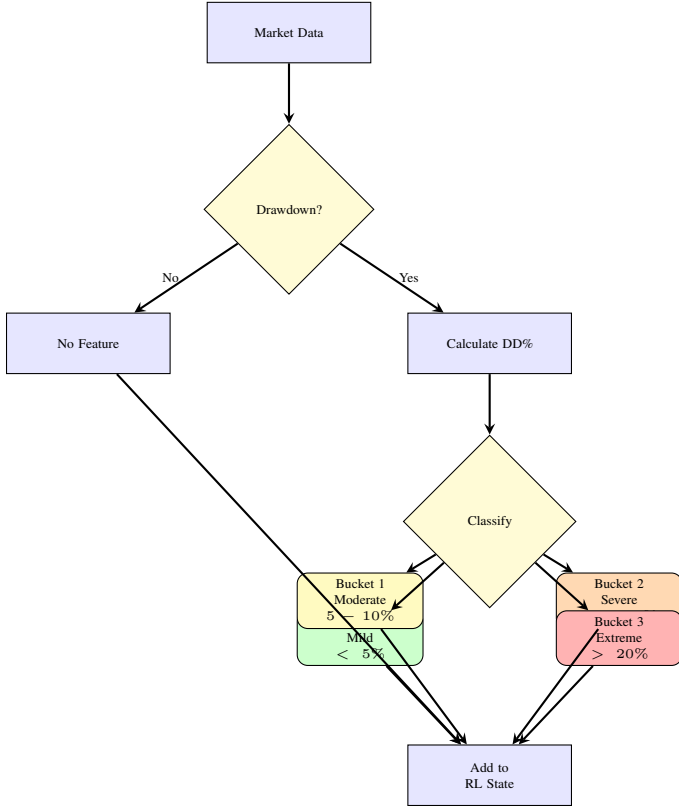 Market Data
Drawdown?
No
Yes
No Feature
Calculate DD%
Classify
Bucket 1
Moderate
5 − 10%
Mild
< 5%
Bucket 2
Severe
Bucket 3
Extreme
> 20%
Add to
RL State